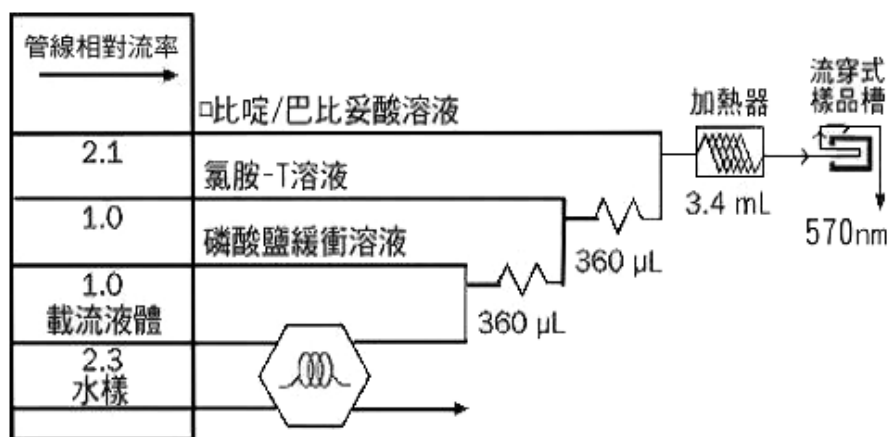 管線相對流率
□比啶/巴比妥酸溶液
2.1
氯胺-T溶液
1.0
磷酸鹽緩衝溶液
1.0
載流液體
2.3
水樣
360 μL
360 μL
加熱器
3.4 mL
流穿式
樣品槽
570nm